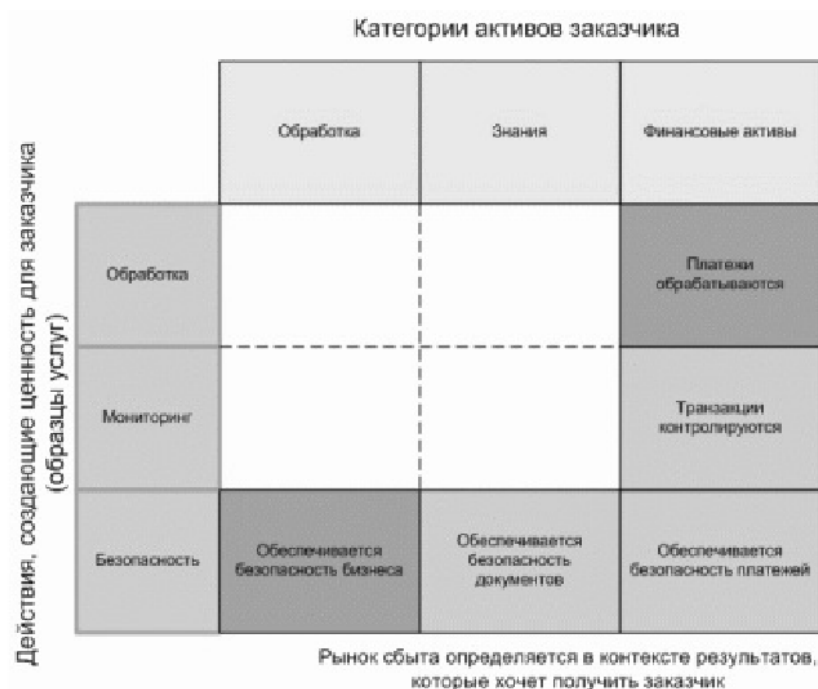 Категории активов заказчика
Обработка
Знания
Финансовые активы
Действия, создающие ценность для заказчика
(образцы услуг)
Обработка
Платежи
обрабатываются
Мониторинг
Транзакции
контролируются
Безопасность
Обеспечивается
безопасность бизнеса
Обеспечивается
безопасность
документов
Обеспечивается
безопасность платежей
Рынок сбыта определяется в контексте результатов,
которые хочет получить заказчик